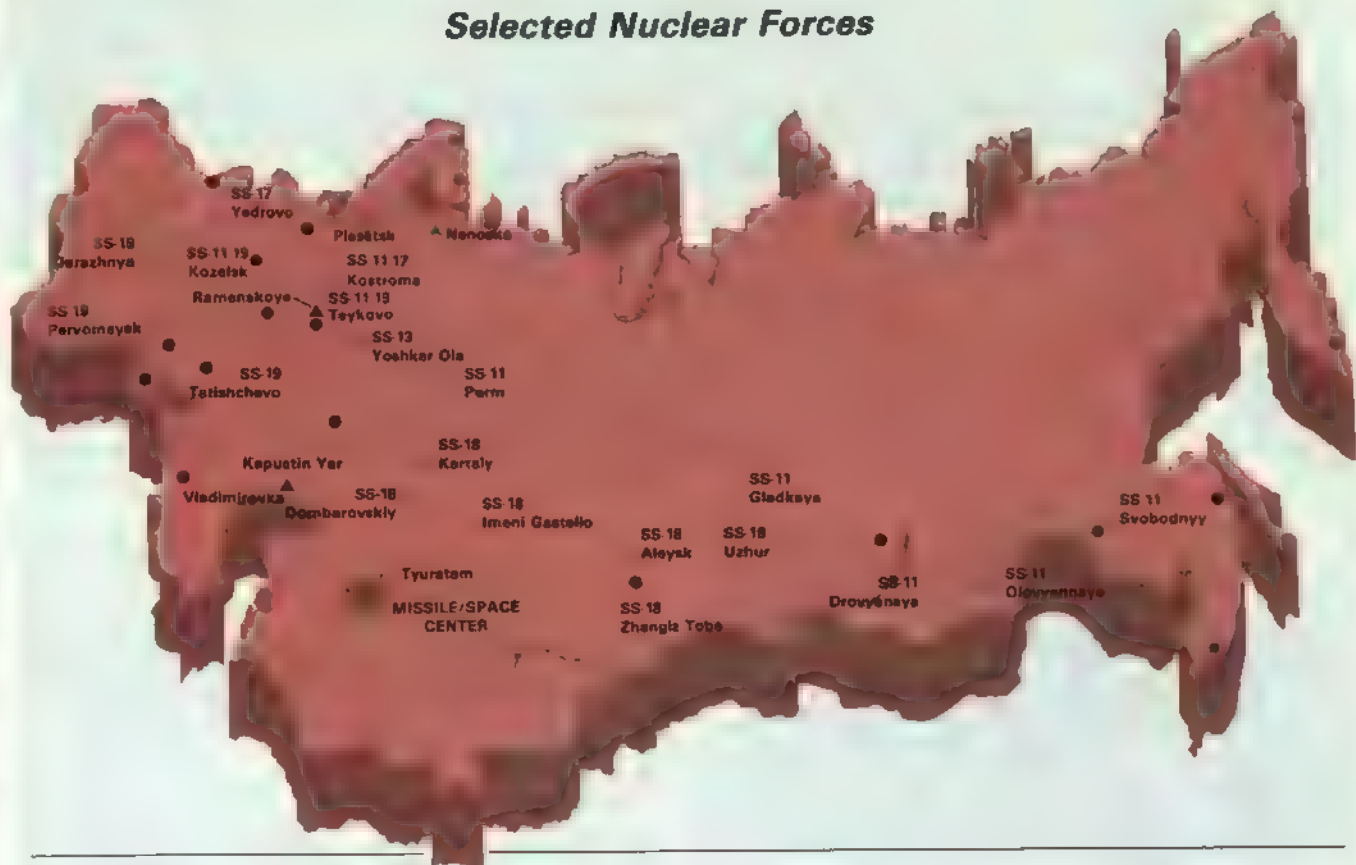 Selected Nuclear Forces
SS-17
Yedrovo
Plesetsk
Nenoska
SS-19
Derazhnya
SS-11 19
Kozelsk
SS-11 17
Kostroma
Ramenskoye
SS-11 19
Teykovo
SS-19
Pervomaysk
SS-13
Yoshkar Ola
SS-19
Tatishchevo
SS-11
Perm
SS-18
Kartaly
Kapustin Yar
Vladimirovka
SS-18
Dombarovskiy
SS-18
Imeni Gastello
SS-11
Gladkaya
SS 11
Svobodnyy
SS-18
Aleysk
SS-18
Uzhur
Tyuratam
MISSILE/SPACE
CENTER
SS-18
Zhangiz Tobe
SS-11
Drovyanaya
SS-11
Olovyannaya